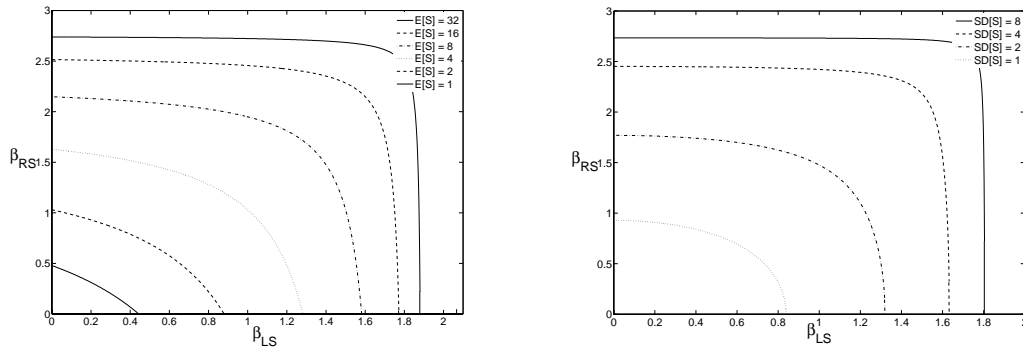 3
2.5
2
β_RS 1.5
1
0.5
0
0 0.2 0.4 0.6 0.8 1 1.2 1.4 1.6 1.8 2
β_LS
E[S] = 32
E[S] = 16
E[S] = 8
E[S] = 4
E[S] = 2
E[S] = 1
3
2.5
2
β_RS 1.5
1
0.5
0
0 0.2 0.4 0.6 0.8 1 1.2 1.4 1.6 1.8 2
β_LS
SD[S] = 8
SD[S] = 4
SD[S] = 2
SD[S] = 1